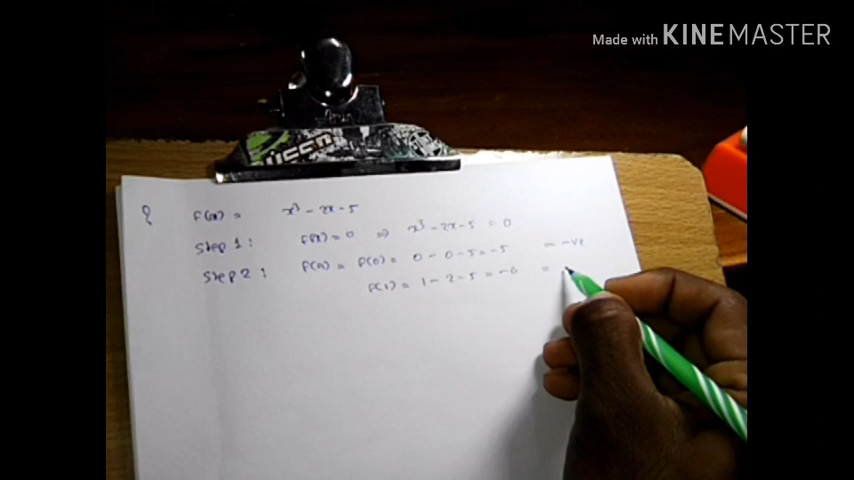 Made with KINEMASTER
f(x) = x³ - 2x - 5
Step 1: f(x) = 0 ⇒ x³ - 2x - 5 = 0
Step 2: f(a) = f(0) = 0 - 0 - 5 = -5 = -ve
f(1) = 1 - 2 - 5 = -6 =